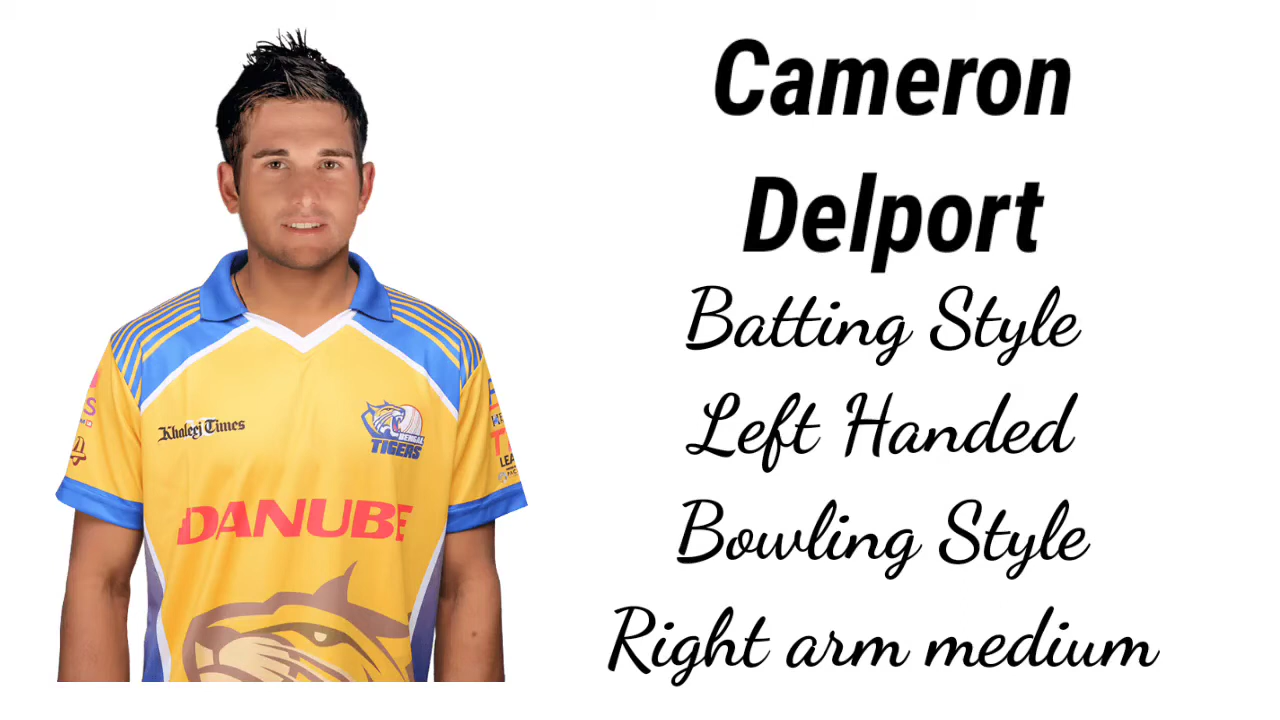 Cameron
Delport
Batting Style
Left Handed
Bowling Style
Right arm medium
Khaleej Times
BENGAL
TIGERS
DANUBE